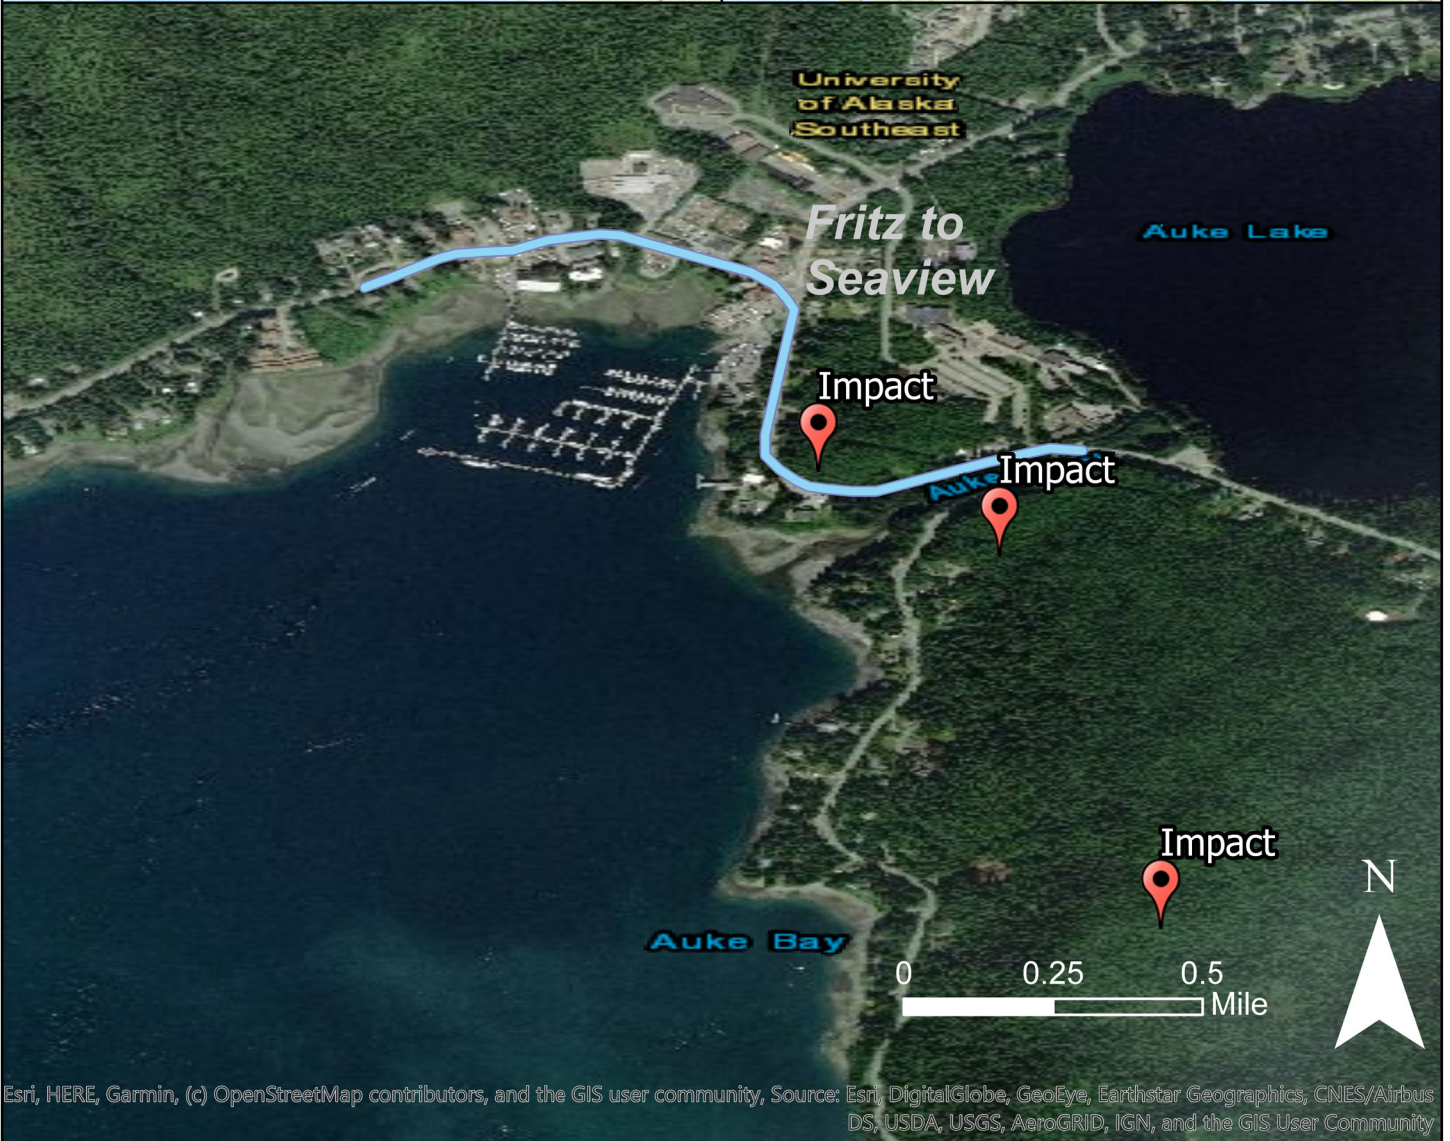 University
of Alaska
Southeast
Fritz to
Seaview
Auke Lake
Impact
Impact
Auke
Impact
N
Auke Bay
0 0.25 0.5
Mile
Esri, HERE, Garmin, (c) OpenStreetMap contributors, and the GIS user community, Source: Esri, DigitalGlobe, GeoEye, Earthstar Geographics, CNES/Airbus
DS, USDA, USGS, AeroGRID, IGN, and the GIS User Community